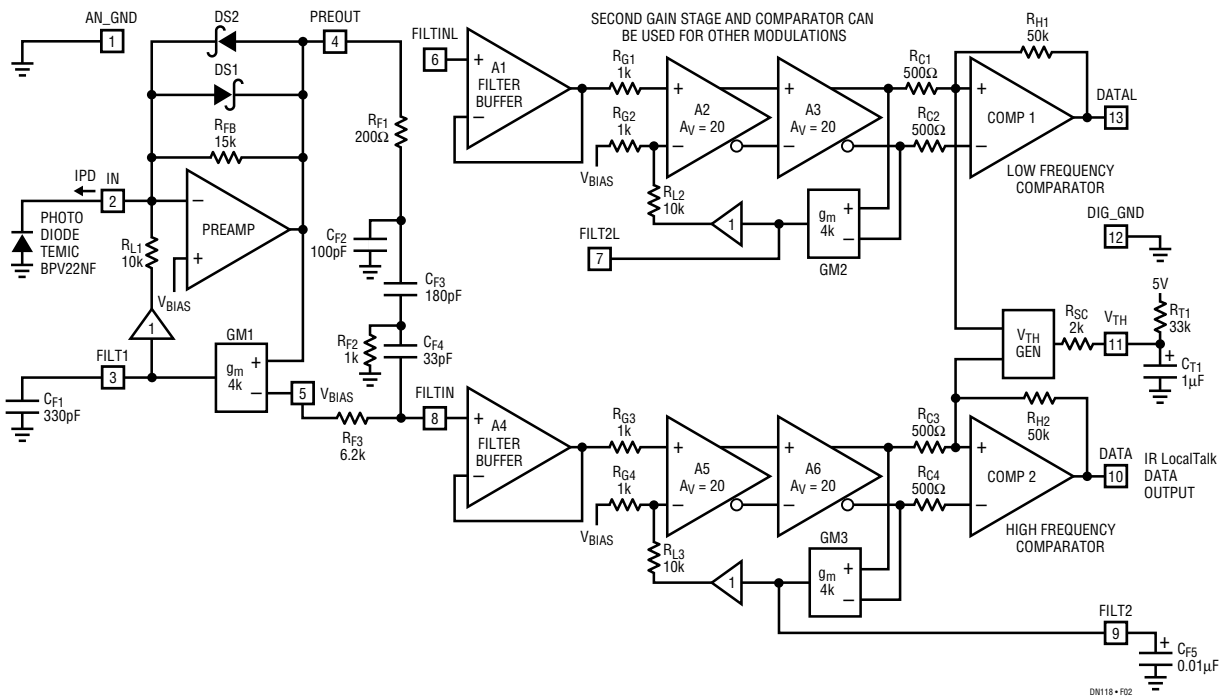 AN_GND
1
DS2
PREOUT
4
DS1
RF1
200Ω
RFB
15k
IPD
IN
2
PHOTO
DIODE
TEMIC
BPV22NF
RL1
10k
−
PREAMP
+
VBIAS
1
CF2
100pF
CF3
180pF
RF2
1k
CF4
33pF
FILT1
3
GM1
gm
4k
+
−
5
VBIAS
CF1
330pF
RF3
6.2k
FILTIN
8
FILTINL
6
+
A1
FILTER
BUFFER
−
SECOND GAIN STAGE AND COMPARATOR CAN
BE USED FOR OTHER MODULATIONS
RG1
1k
RG2
1k
VBIAS
+
A2
AV = 20
−
+
A3
AV = 20
−
RL2
10k
1
gm
4k
+
−
GM2
FILT2L
7
RC1
500Ω
RC2
500Ω
RH1
50k
+
COMP 1
−
DATAL
13
LOW FREQUENCY
COMPARATOR
DIG_GND
12
5V
RT1
33k
VTH
GEN
RSC
2k
VTH
11
+
CT1
1µF
+
A4
FILTER
BUFFER
−
RG3
1k
RG4
1k
VBIAS
+
A5
AV = 20
−
+
A6
AV = 20
−
RL3
10k
1
GM3
gm
4k
+
−
RC3
500Ω
RC4
500Ω
RH2
50k
+
COMP 2
−
DATA
10
IR LocalTalk
DATA
OUTPUT
HIGH FREQUENCY
COMPARATOR
FILT2
9
+
CF5
0.01µF
DN118 • F02